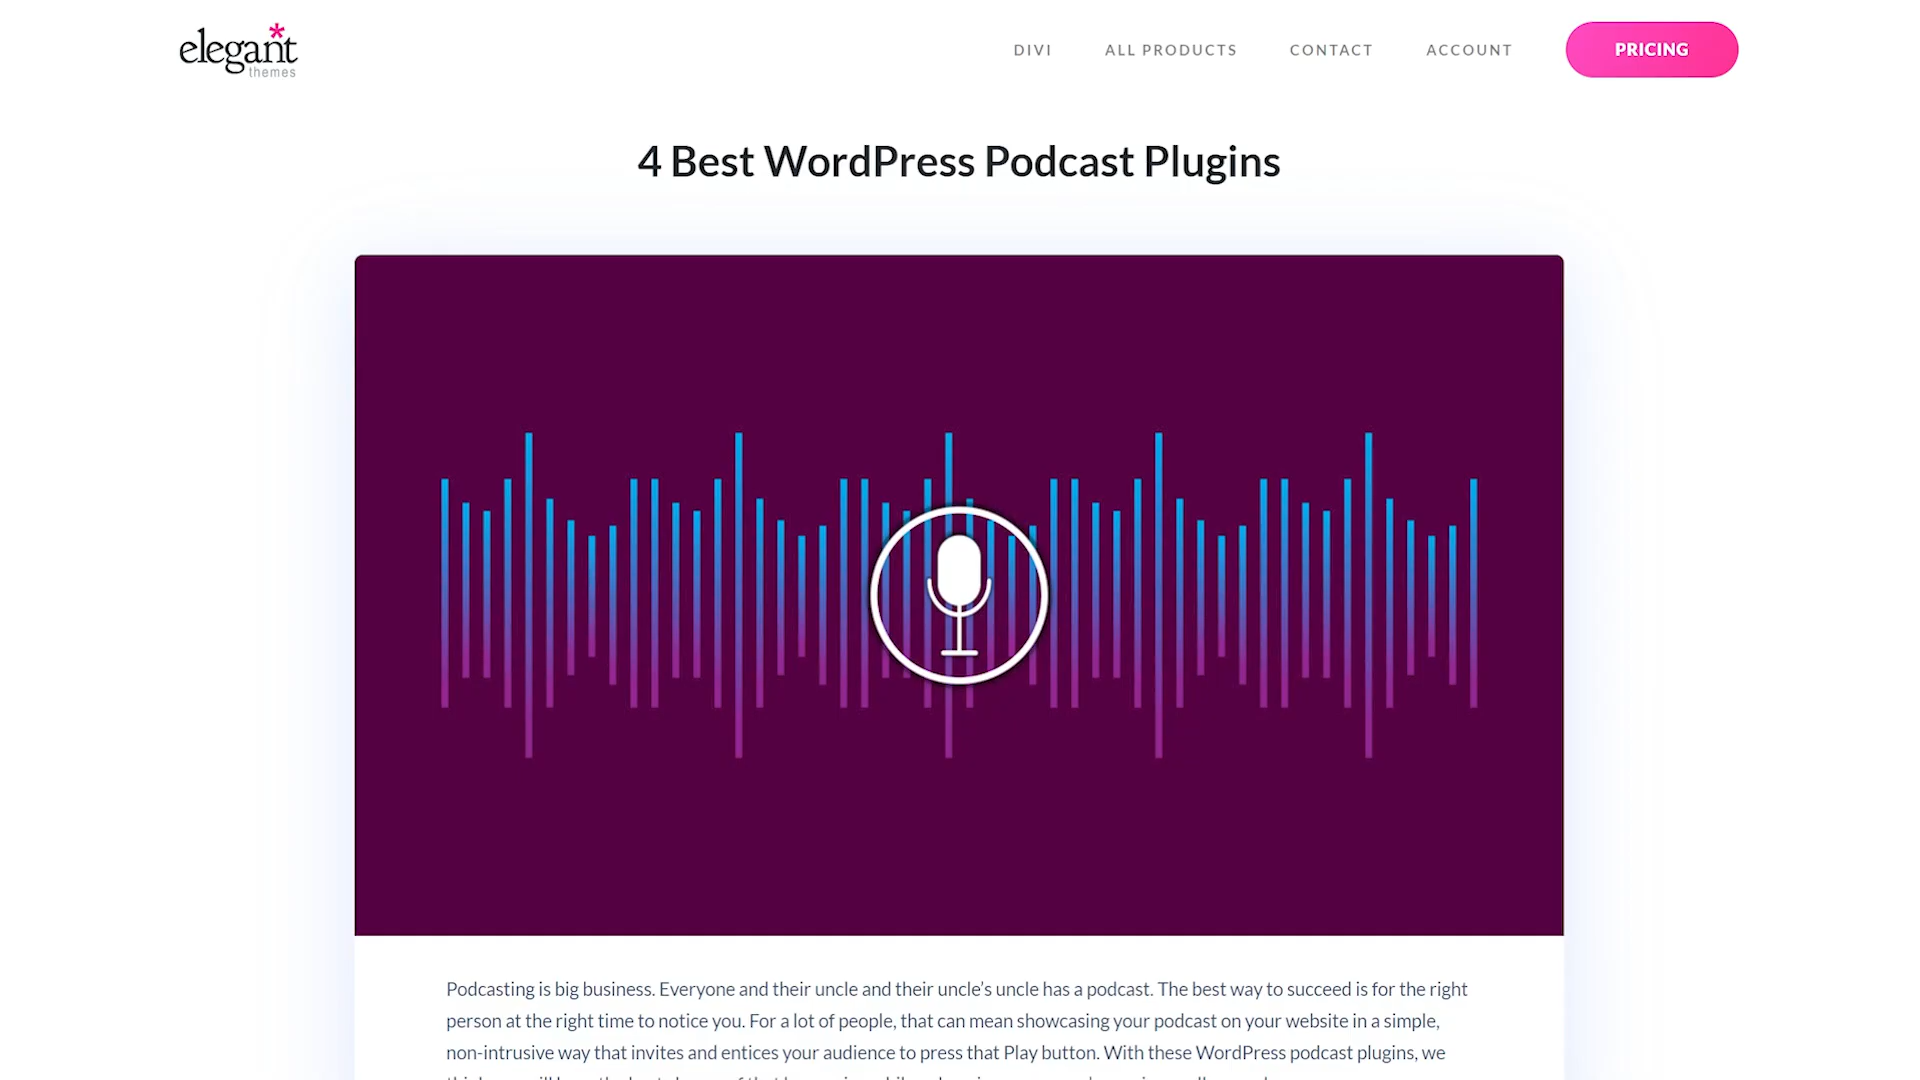 elegant
themes
DIVI
ALL PRODUCTS
CONTACT
ACCOUNT
PRICING
4 Best WordPress Podcast Plugins
Podcasting is big business. Everyone and their uncle and their uncle’s uncle has a podcast. The best way to succeed is for the right
person at the right time to notice you. For a lot of people, that can mean showcasing your podcast on your website in a simple,
non-intrusive way that invites and entices your audience to press that Play button. With these WordPress podcast plugins, we